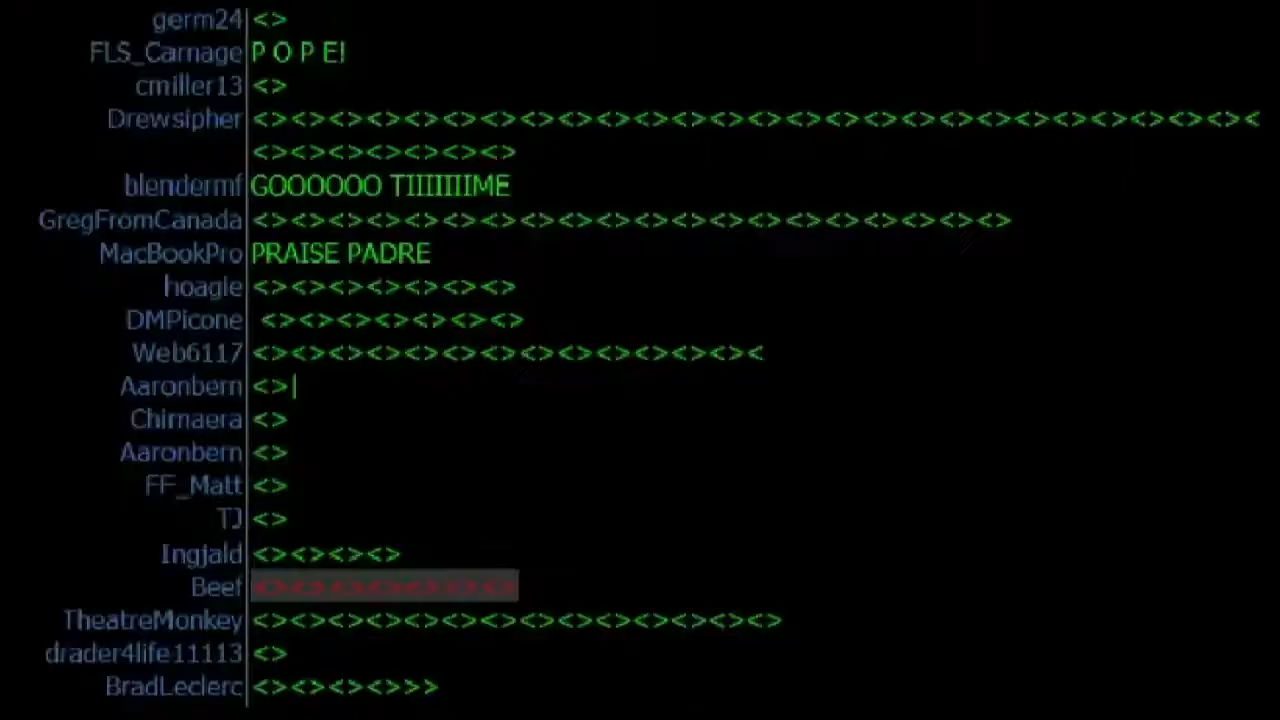 germ24 <>
FLS_Carnage P O P E!
cmiller13 <>
Drewsipher <><><><><><><><><><><><><><><><><><><><><><><><><><><
<><><><><><><>
blendermf GOOOOOO TIIIIIIIME
GregFromCanada <><><><><><><><><><><><><><><><><><><><>
MacBookPro PRAISE PADRE
hoagie <><><><><><><>
DMPicone <><><><><><><>
Web6117 <><><><><><><><><><><><><><
Aaronbern <>|
Chimaera <>
Aaronbern <>
FF_Matt <>
TJ <>
Ingjald <><><><>
Beef <><><><><><><>
TheatreMonkey <><><><><><><><><><><><><><>
drader4life11113 <>
BradLeclerc <><><><>>>